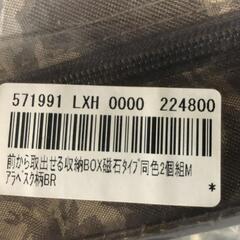 571991 LXH 0000 224800
前から取出せる収納BOX磁石ﾀｲﾌﾟ同色2個組M
ｱﾗﾍﾞｽｸ柄BR
*